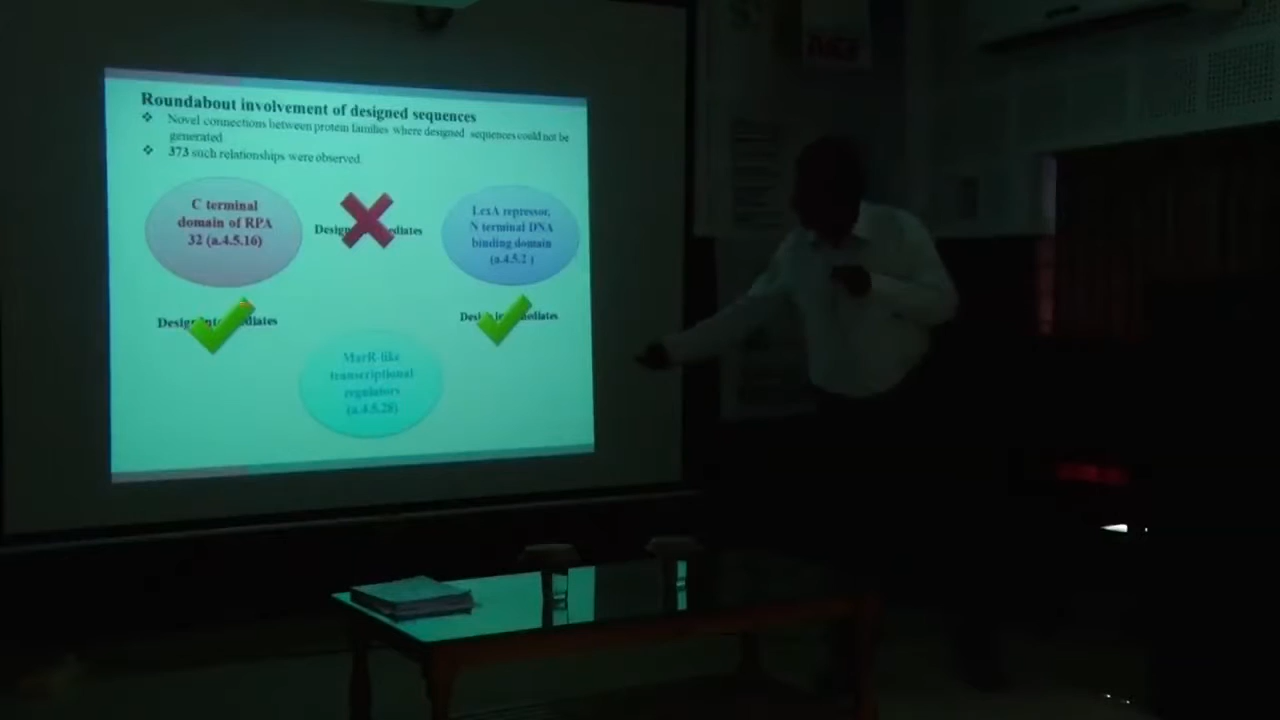 Roundabout involvement of designed sequences
❖ Novel connections between protein families where designed sequences could not be
generated
❖ 373 such relationships were observed.
C terminal
domain of RPA
32 (a.4.5.16)
LexA repressor,
N terminal DNA
binding domain
(a.4.5.2 )
MarR-like
transcriptional
regulators
(a.4.5.28)